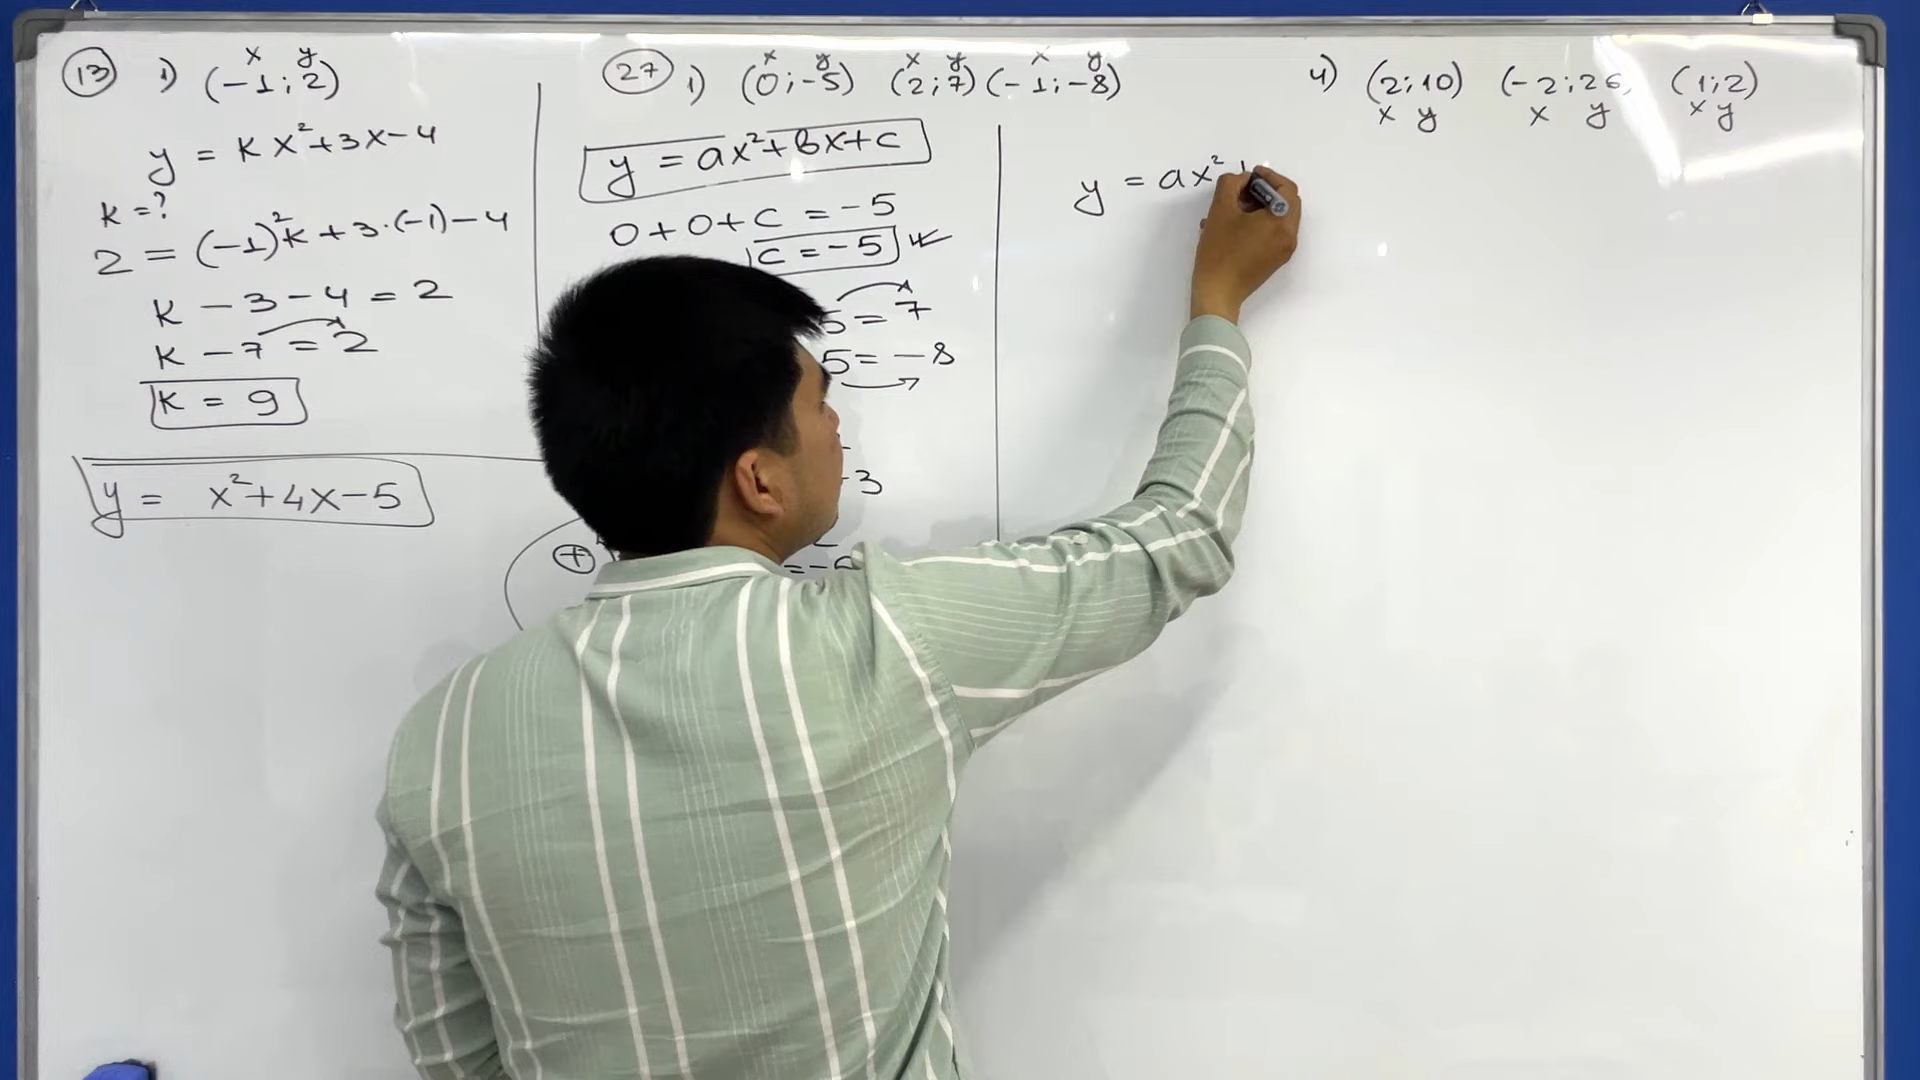 13 1) (-1; 2)
x y
y = kx²+3x-4
k=?
2 = (-1)²k+3·(-1)-4
k-3-4=2
k-7=2
k=9
y= x²+4x-5
27 1) (0;-5) (2;7) (-1;-8)
x y x y x y
y=ax²+bx+c
0+0+c=-5
c=-5
5=7
5=-8
-3
+
=-6
4) (2;10) (-2;26) (1;2)
x y x y x y
y = ax²+